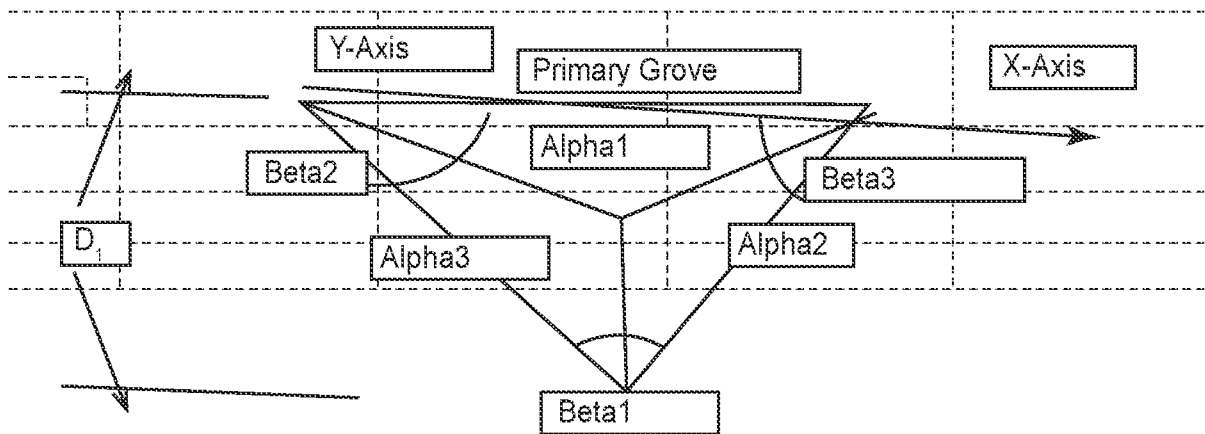 Y-Axis
Primary Grove
X-Axis
Alpha1
Beta2
Beta3
D1
Alpha3
Alpha2
Beta1